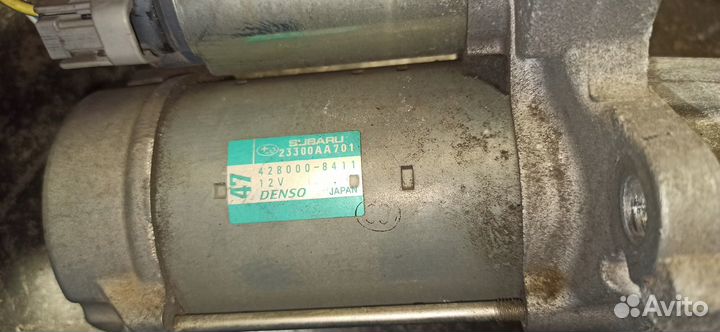 SUBARU
23300AA701
47
428000-8411
12V
DENSO JAPAN
Avito